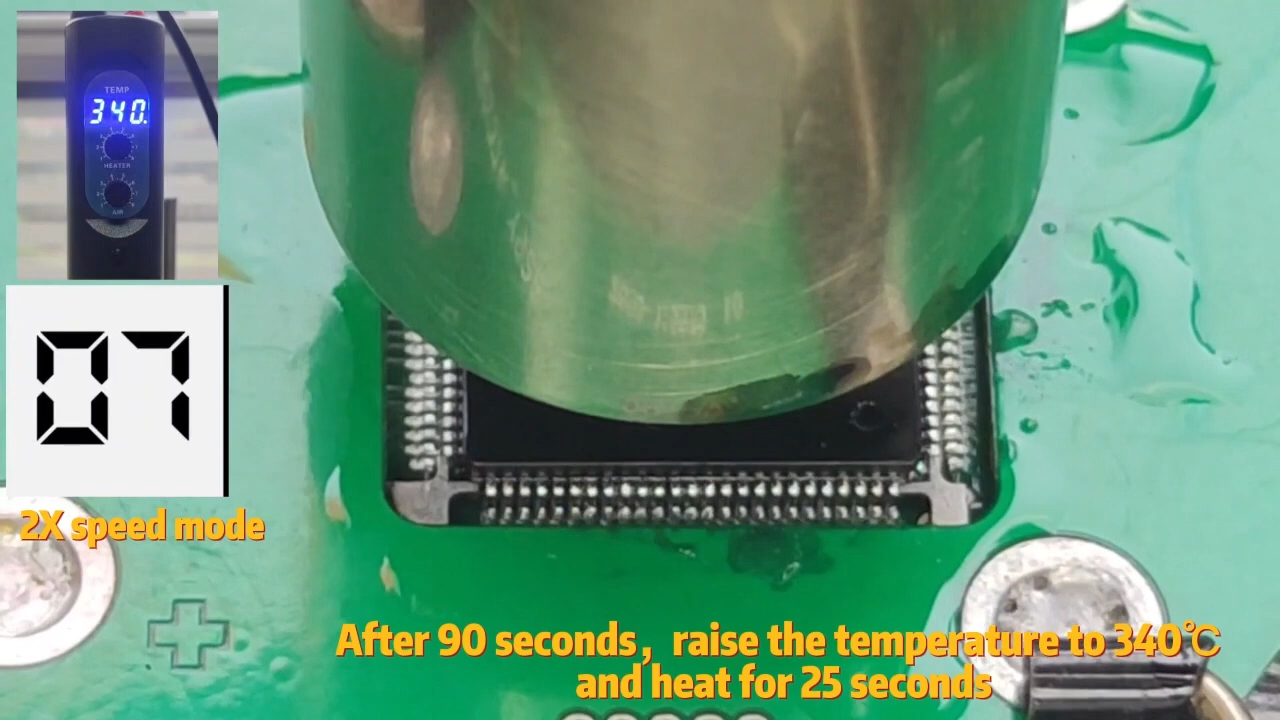 TEMP
340.
HEATER
AIR
07
2X speed mode
After 90 seconds，raise the temperature to 340℃
and heat for 25 seconds